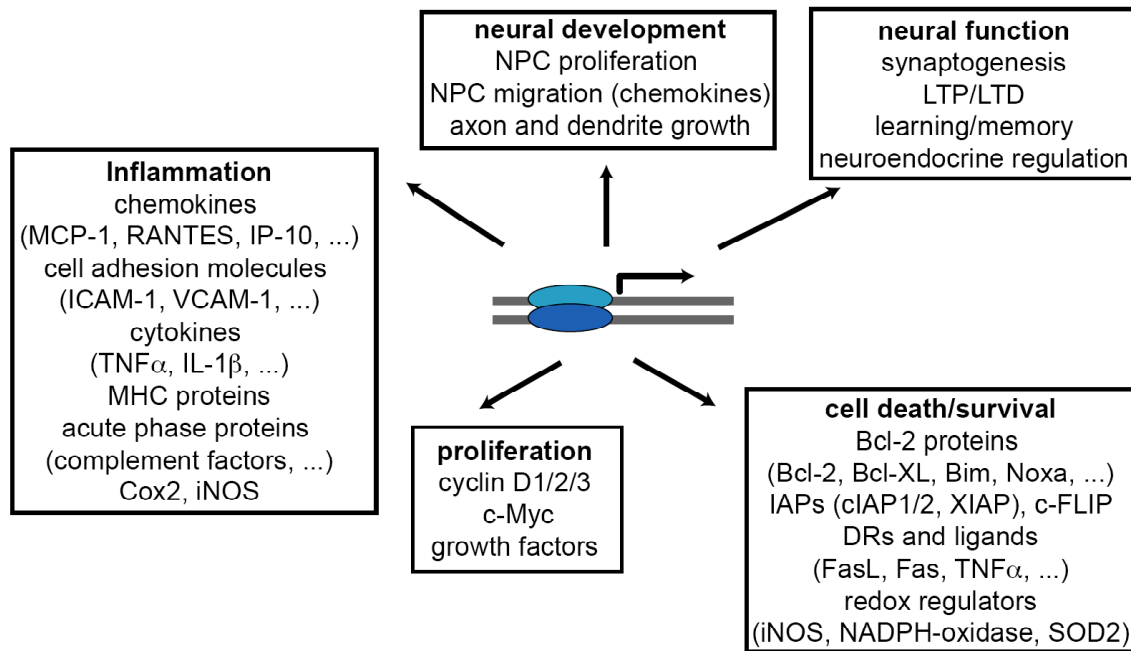 neural development
NPC proliferation
NPC migration (chemokines)
axon and dendrite growth
neural function
synaptogenesis
LTP/LTD
learning/memory
neuroendocrine regulation
Inflammation
chemokines
(MCP-1, RANTES, IP-10, ...)
cell adhesion molecules
(ICAM-1, VCAM-1, ...)
cytokines
(TNFα, IL-1β, ...)
MHC proteins
acute phase proteins
(complement factors, ...)
Cox2, iNOS
proliferation
cyclin D1/2/3
c-Myc
growth factors
cell death/survival
Bcl-2 proteins
(Bcl-2, Bcl-XL, Bim, Noxa, ...)
IAPs (cIAP1/2, XIAP), c-FLIP
DRs and ligands
(FasL, Fas, TNFα, ...)
redox regulators
(iNOS, NADPH-oxidase, SOD2)